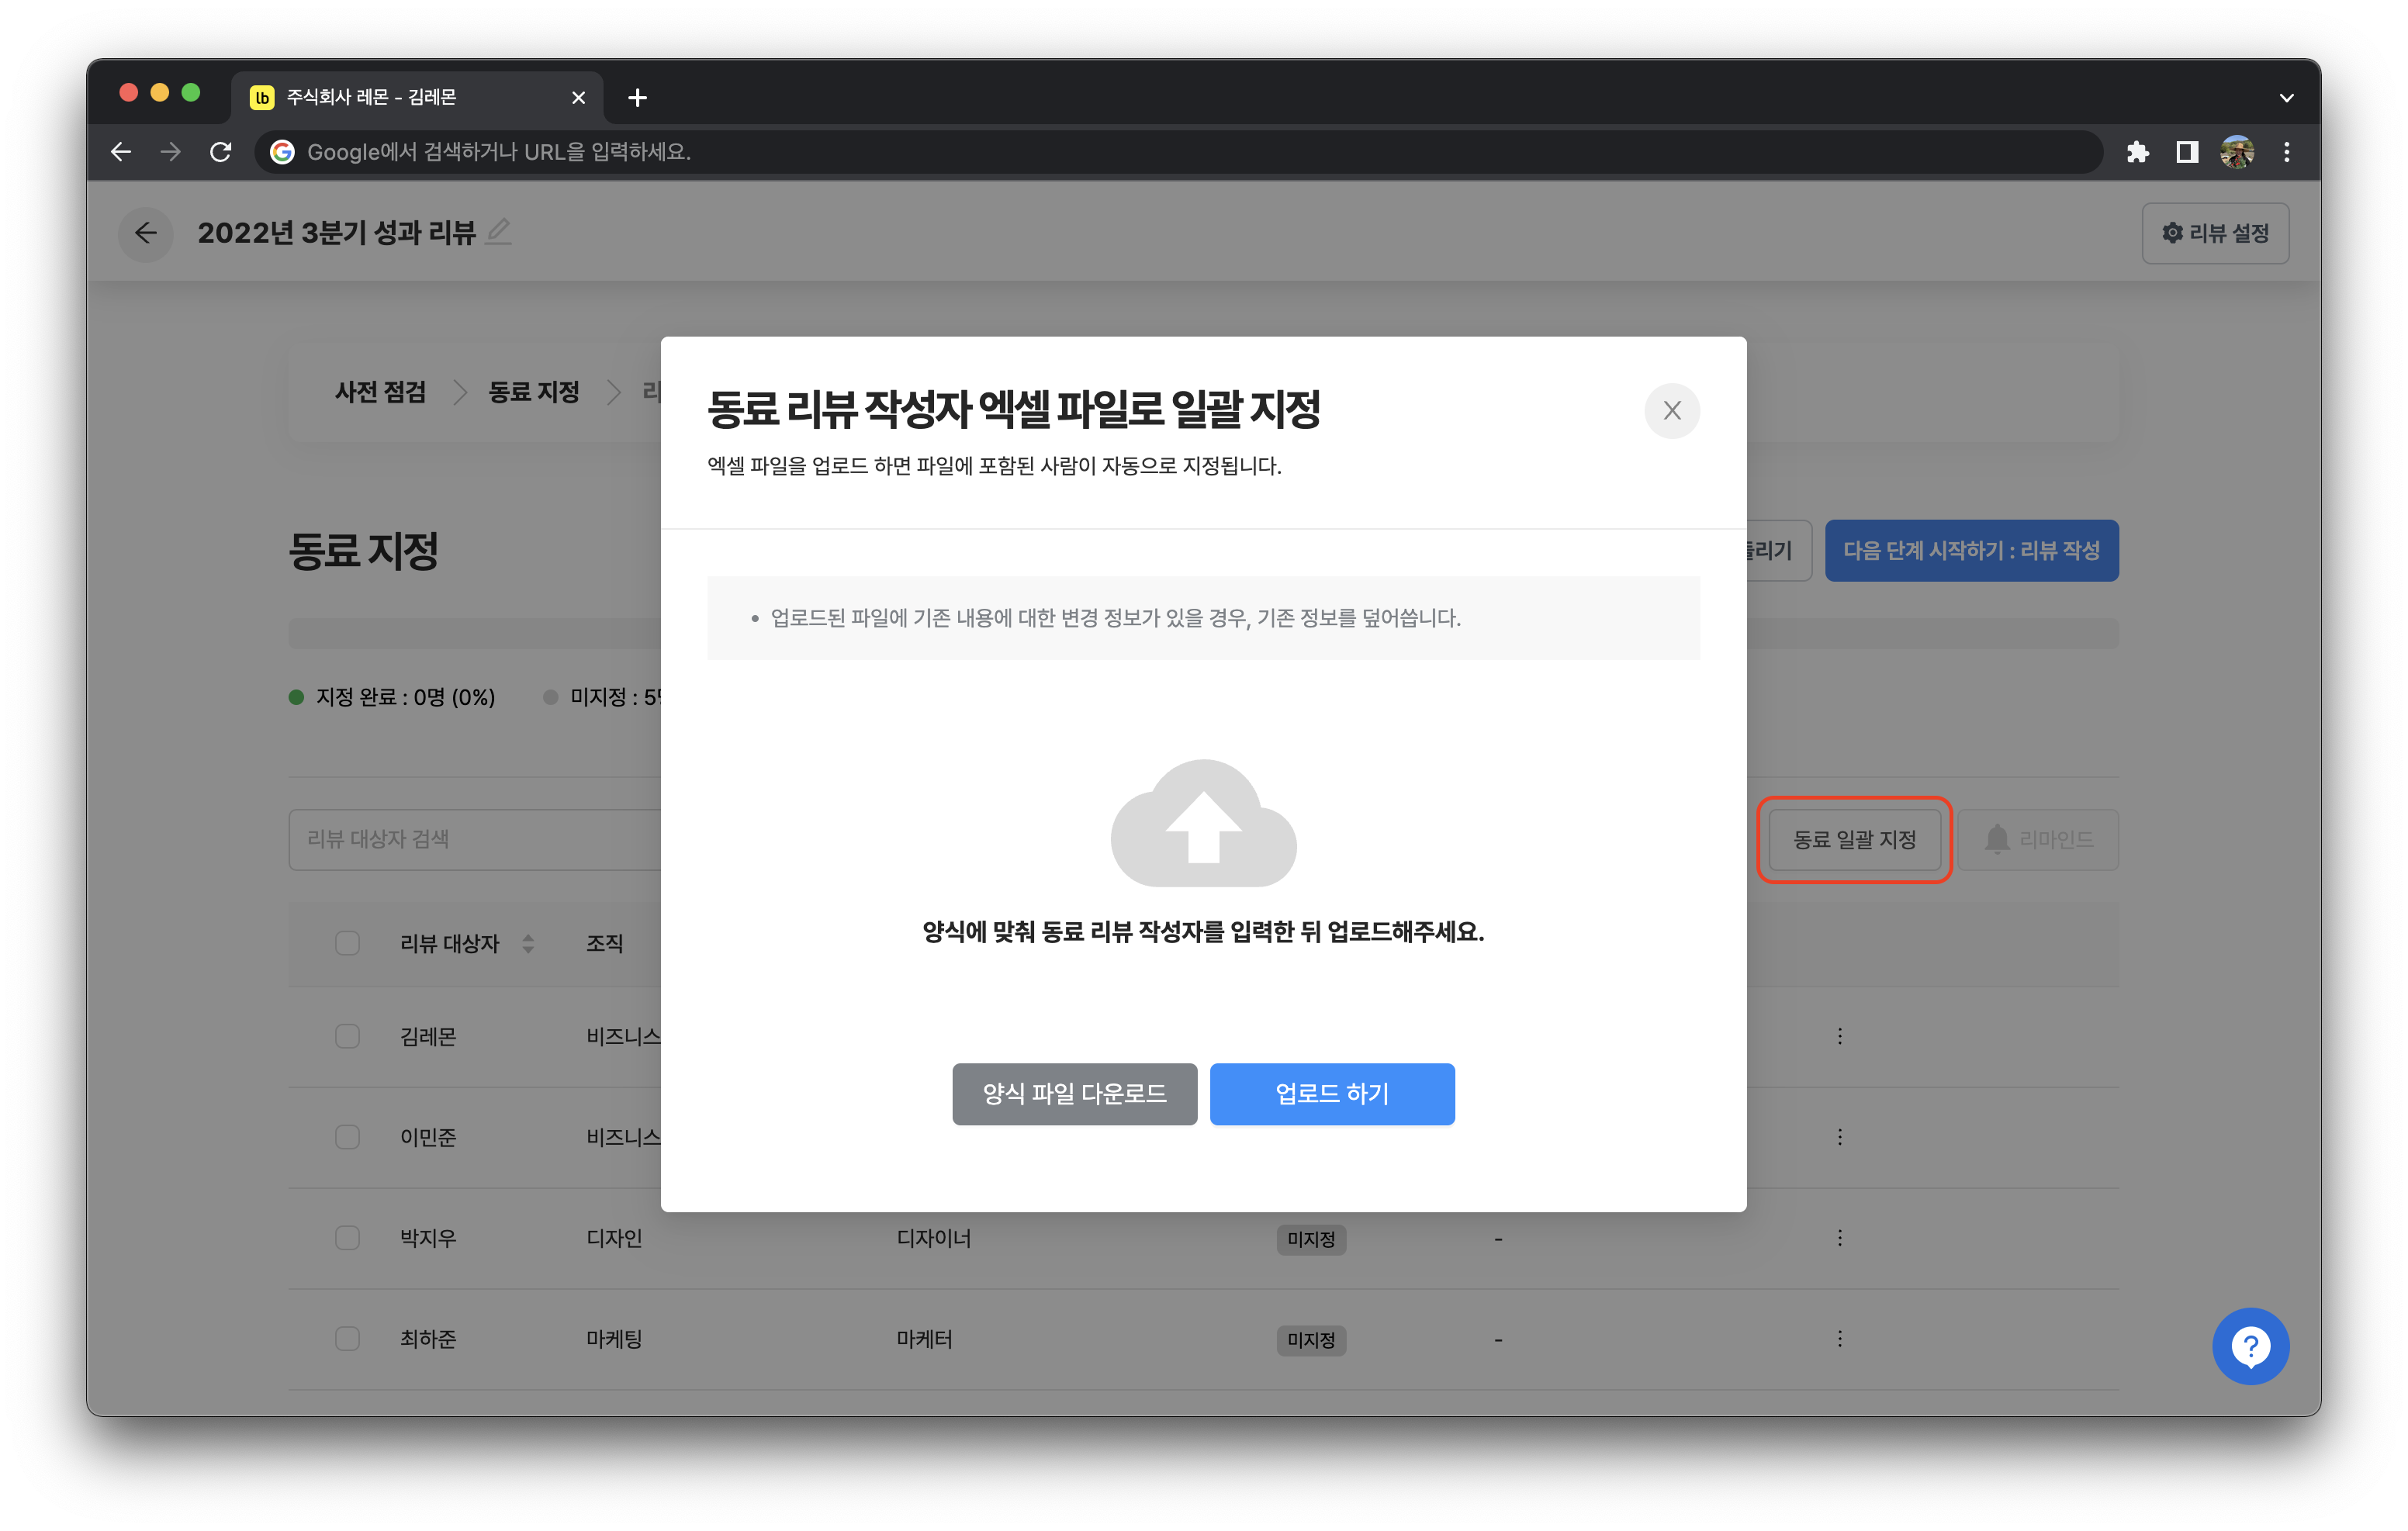 lb 주식회사 레몬 - 김레몬
Google에서 검색하거나 URL을 입력하세요.
2022년 3분기 성과 리뷰
리뷰 설정
사전 점검 동료 지정
동료 리뷰 작성자 엑셀 파일로 일괄 지정
엑셀 파일을 업로드 하면 파일에 포함된 사람이 자동으로 지정됩니다.
동료 지정
다음 단계 시작하기 : 리뷰 작성
• 업로드된 파일에 기존 내용에 대한 변경 정보가 있을 경우, 기존 정보를 덮어씁니다.
지정 완료 : 0명 (0%) 미지정 : 5
리뷰 대상자 검색
동료 일괄 지정
리마인드
양식에 맞춰 동료 리뷰 작성자를 입력한 뒤 업로드해주세요.
리뷰 대상자 조직
김레몬 비즈니스
양식 파일 다운로드 업로드 하기
이민준 비즈니스
박지우 디자인 디자이너 미지정 -
최하준 마케팅 마케터 미지정 -